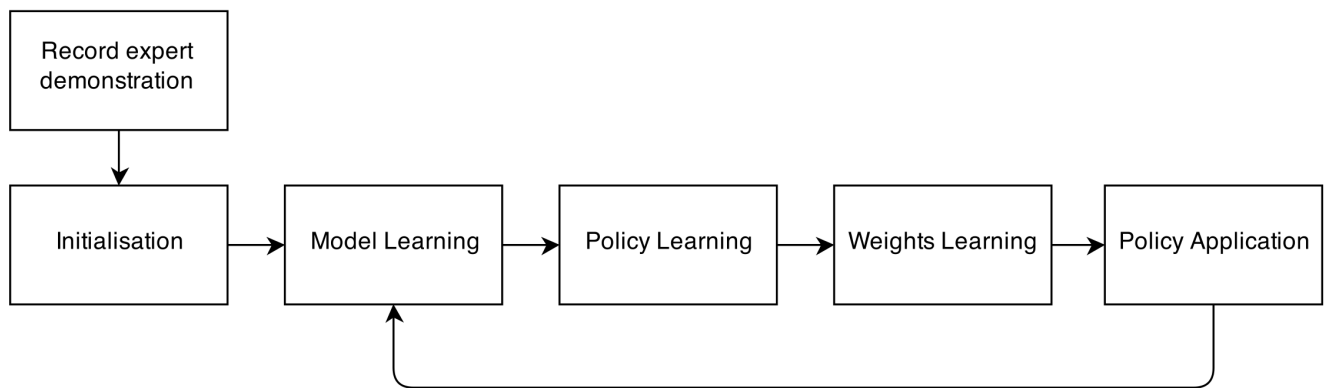 Record expert
demonstration
Initialisation
Model Learning
Policy Learning
Weights Learning
Policy Application